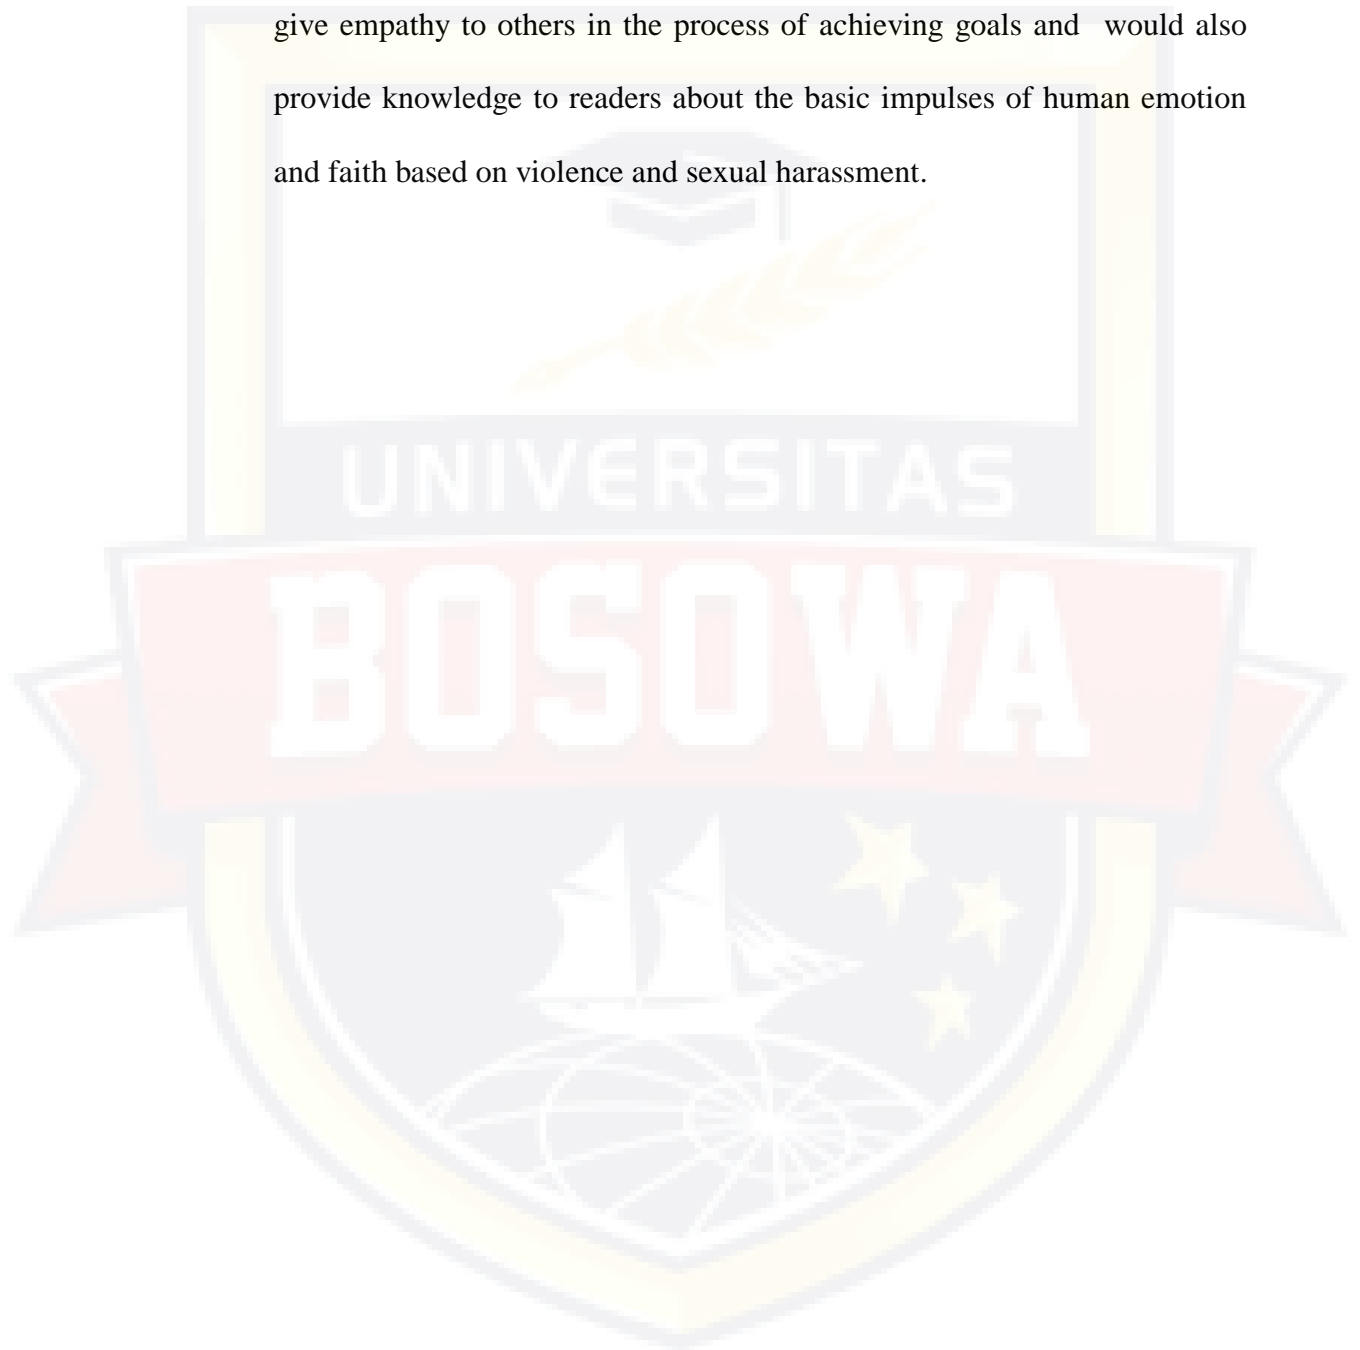 give empathy to others in the process of achieving goals and  would also
provide knowledge to readers about the basic impulses of human emotion
and faith based on violence and sexual harassment.
UNIVERSITAS
BOSOWA